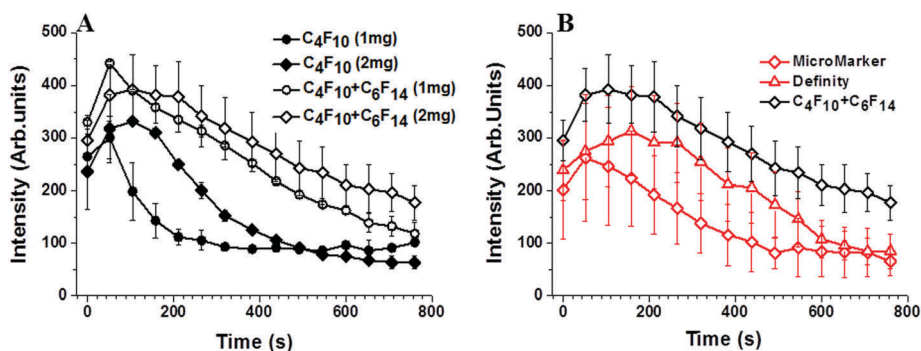 A
C4F10 (1mg)
C4F10 (2mg)
C4F10+C6F14 (1mg)
C4F10+C6F14 (2mg)
Intensity (Arb.units)
500
400
300
200
100
0
0 200 400 600 800
Time (s)
B
MicroMarker
Definity
C4F10+C6F14
Intensity (Arb.Units)
500
400
300
200
100
0
0 200 400 600 800
Time (s)